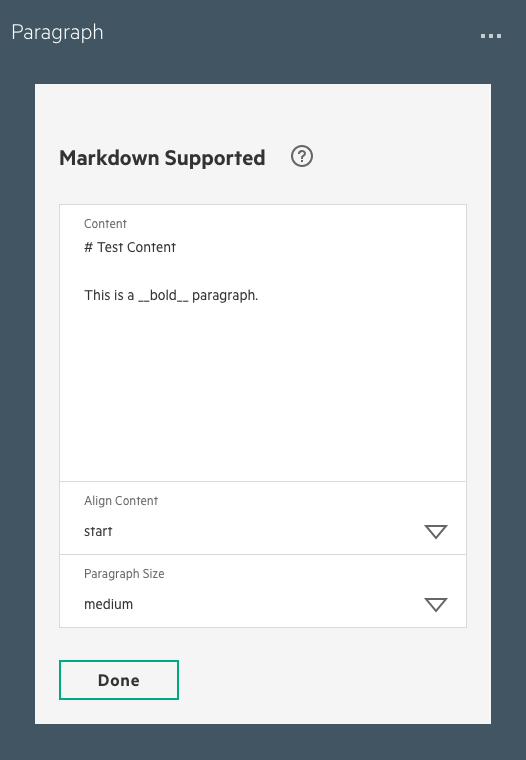 Paragraph
Markdown Supported
Content
# Test Content
This is a __bold__ paragraph.
Align Content
start
Paragraph Size
medium
Done